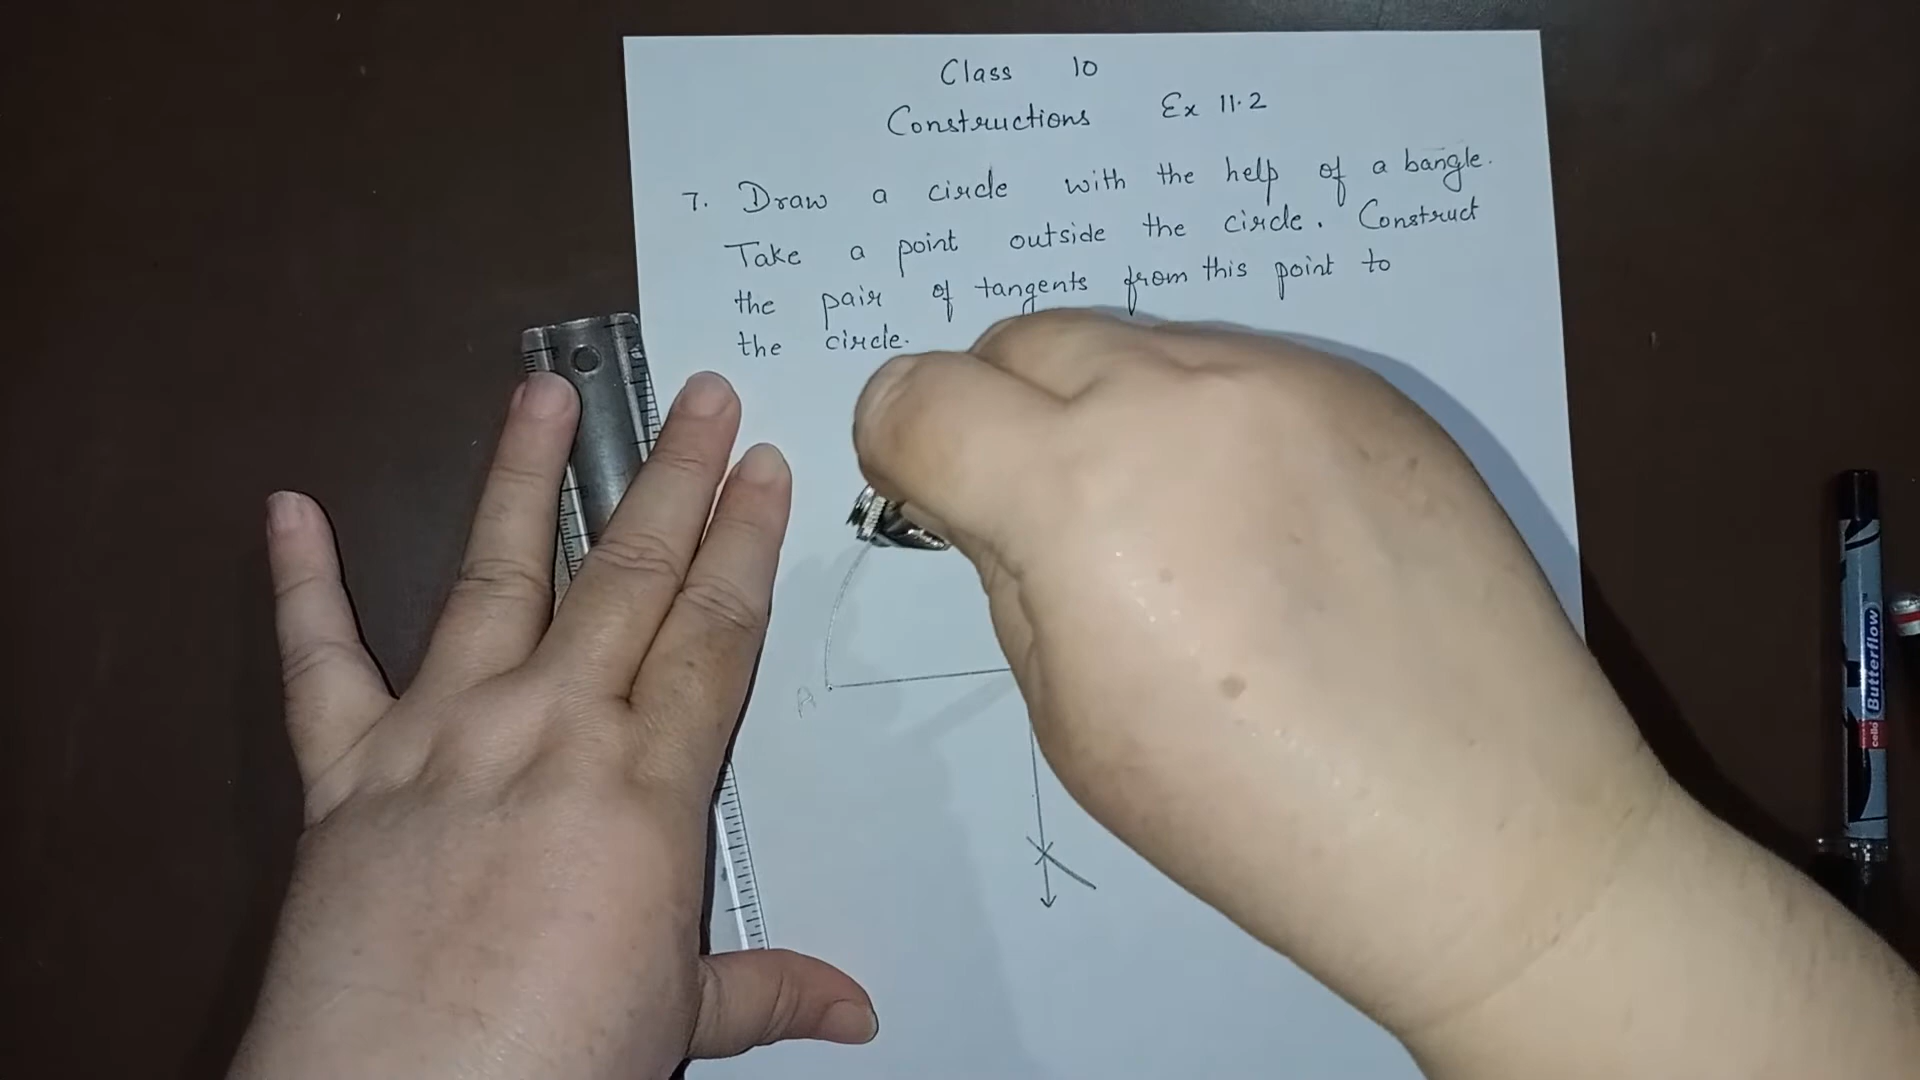 Class 10
Constructions Ex 11.2
7. Draw a circle with the help of a bangle.
Take a point outside the circle. Construct
the pair of tangents from this point to
the circle.
A
cello Butterflow